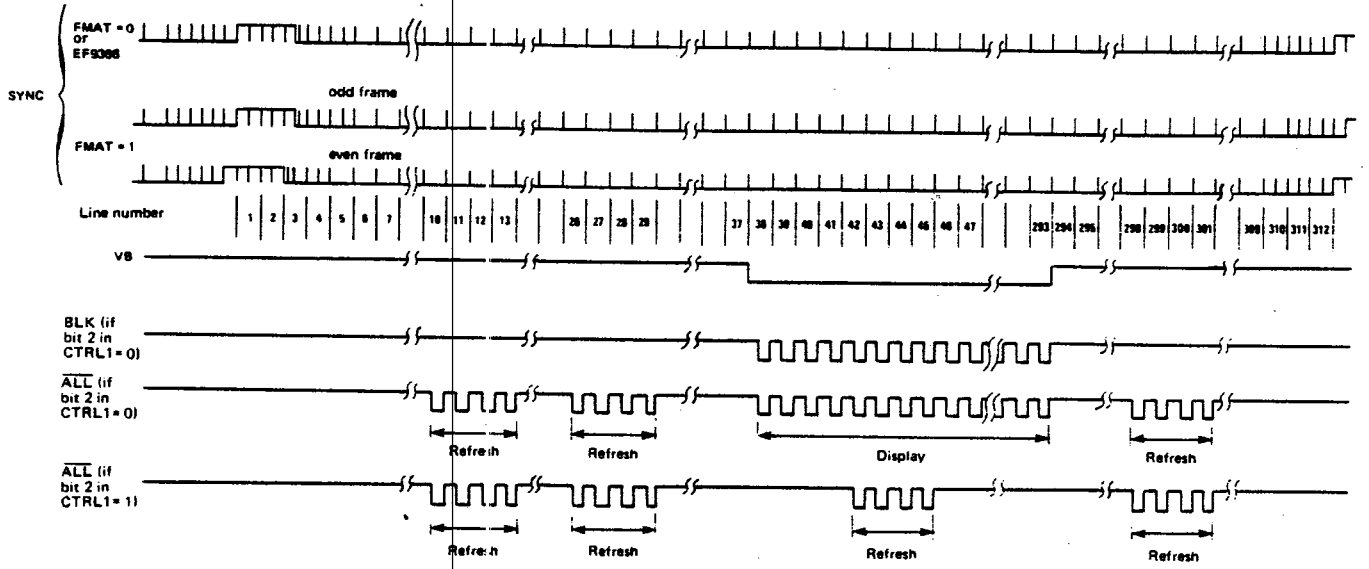 FMAT = 0
or
EF9366
SYNC
odd frame
FMAT = 1
even frame
Line number 1 2 3 4 5 6 7 10 11 12 13 26 27 28 29 37 38 39 40 41 42 43 44 45 46 47 293 294 295 298 299 300 301 309 310 311 312
VB
BLK (if
bit 2 in
CTRL1=0)
ALL (if
bit 2 in
CTRL1=0)
Refresh Refresh Display Refresh
ALL (if
bit 2 in
CTRL1=1)
Refresh Refresh Refresh Refresh